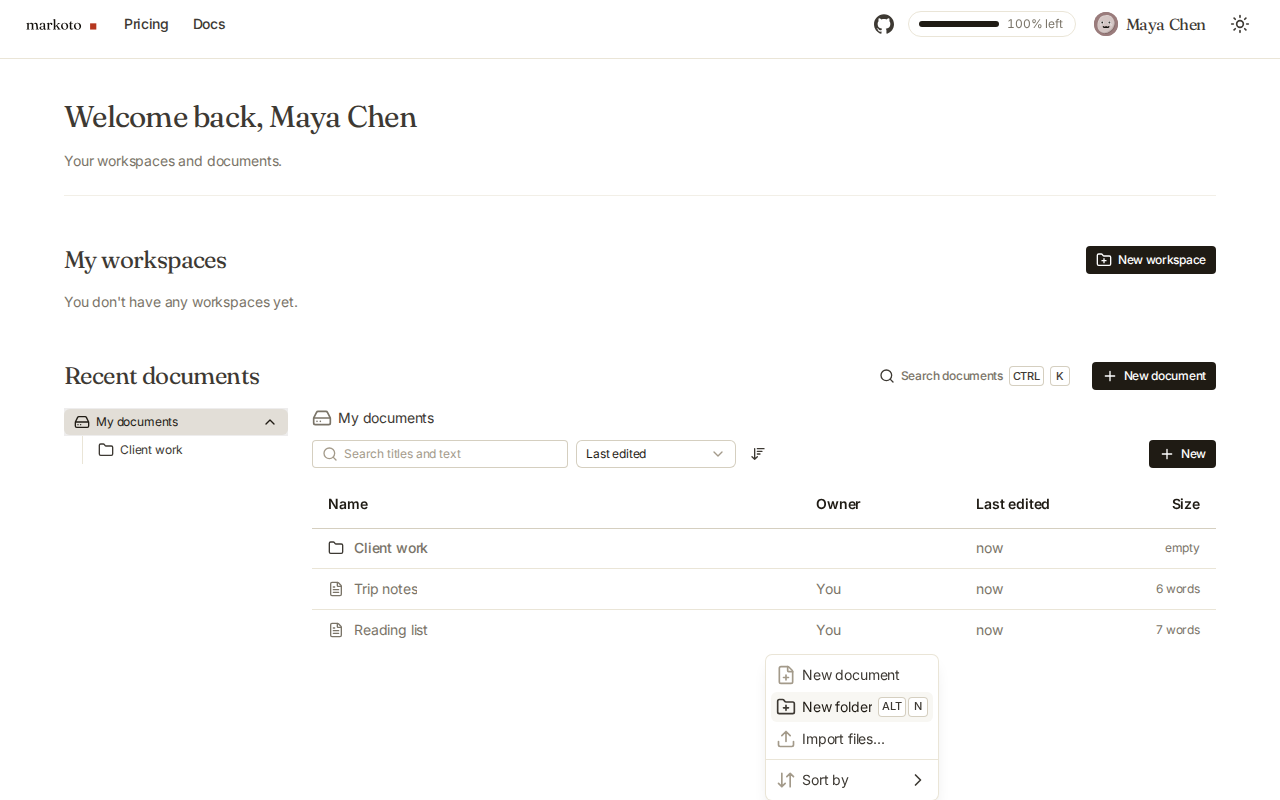 markoto Pricing Docs 100% left Maya Chen
Welcome back, Maya Chen
Your workspaces and documents.
My workspaces New workspace
You don't have any workspaces yet.
Recent documents Search documents CTRL K New document
My documents
Client work
My documents
Search titles and text Last edited New
Name Owner Last edited Size
Client work now empty
Trip notes You now 6 words
Reading list You now 7 words
New document
New folder ALT N
Import files...
Sort by